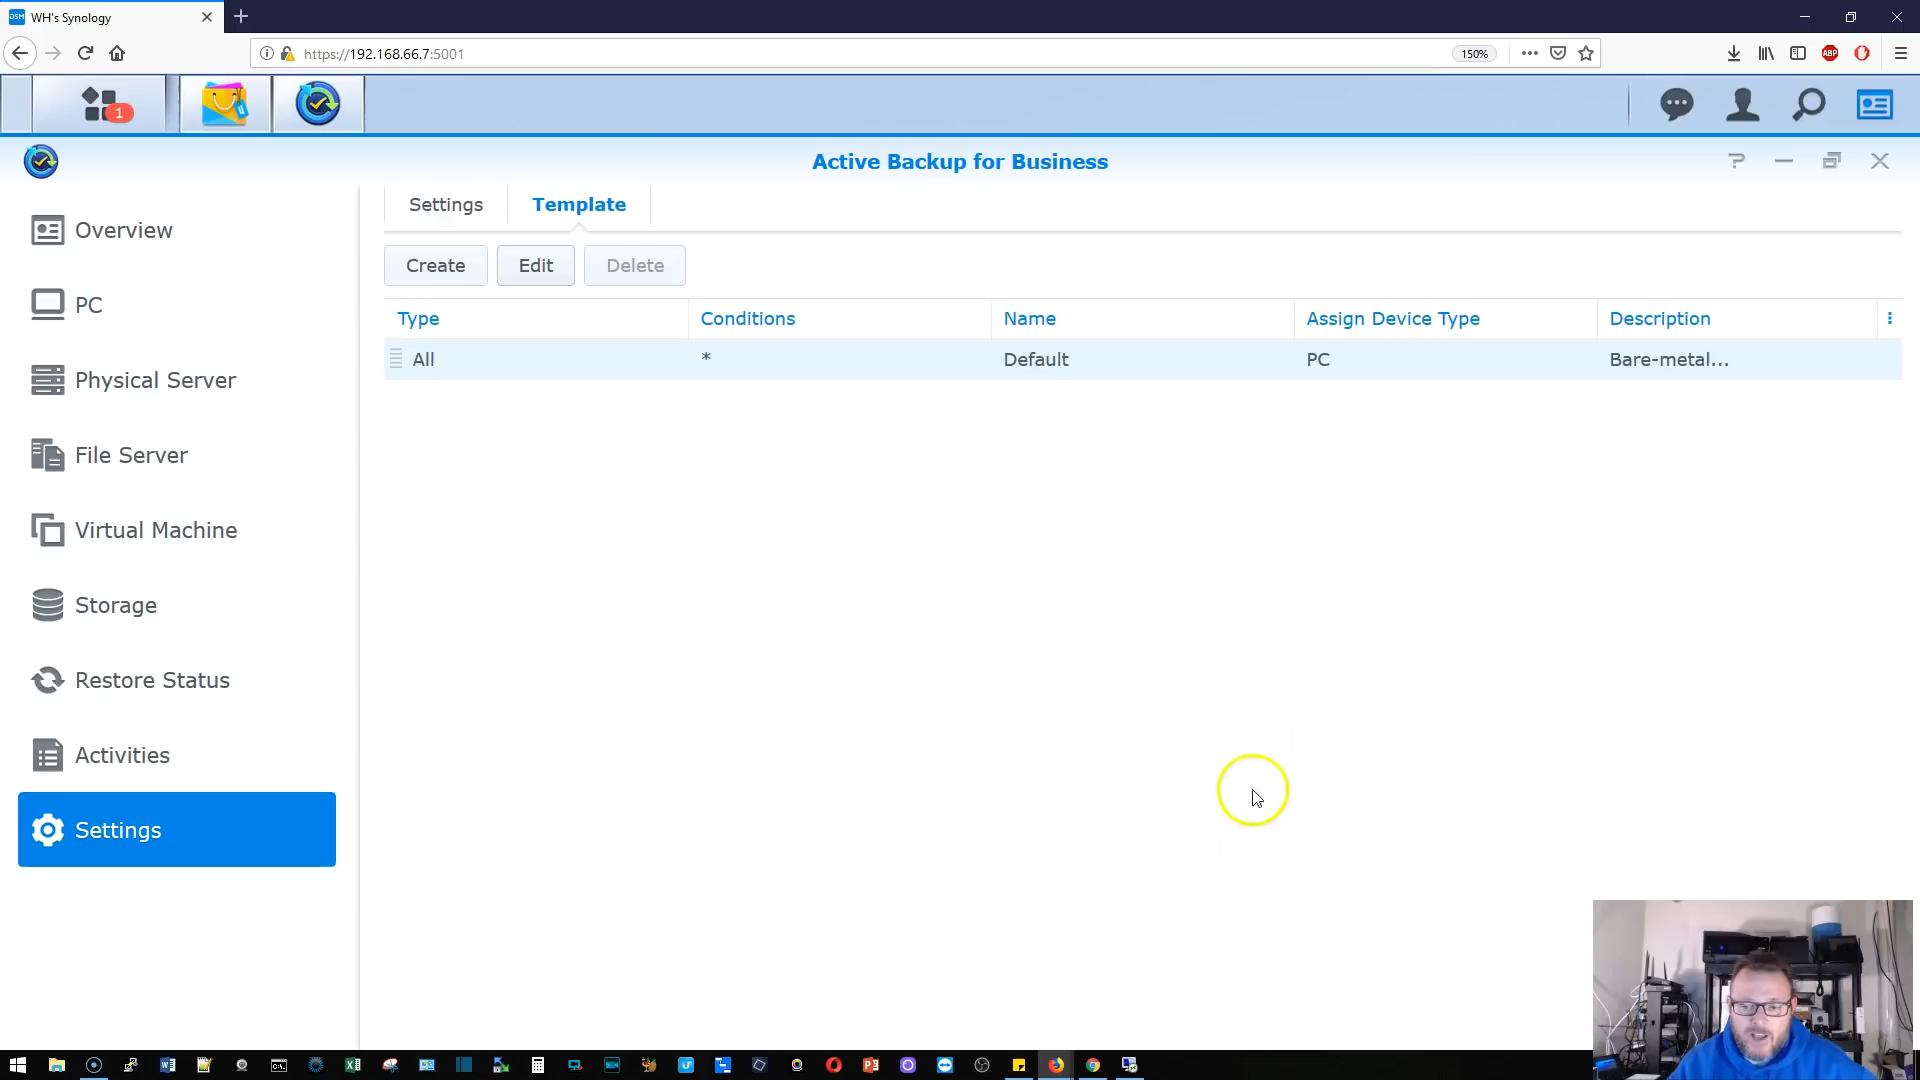 WH's Synology
https://192.168.66.7:5001
150%
ABP
1
Active Backup for Business
Overview
PC
Physical Server
File Server
Virtual Machine
Storage
Restore Status
Activities
Settings
Settings Template
Create Edit Delete
Type Conditions Name Assign Device Type Description
All * Default PC Bare-metal...